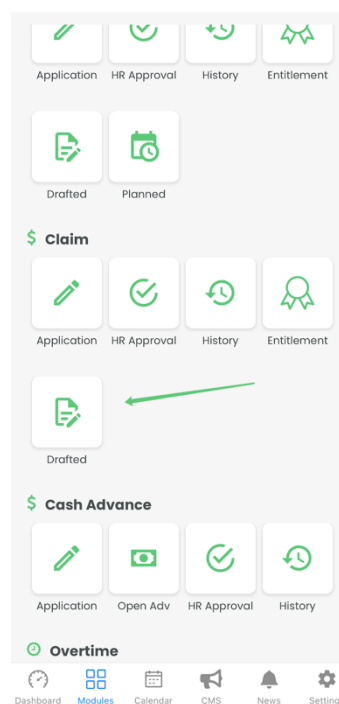 Application HR Approval History Entitlement
Drafted Planned
$ Claim
Application HR Approval History Entitlement
Drafted
$ Cash Advance
Application Open Adv HR Approval History
Overtime
Dashboard Modules Calendar CMS News Setting